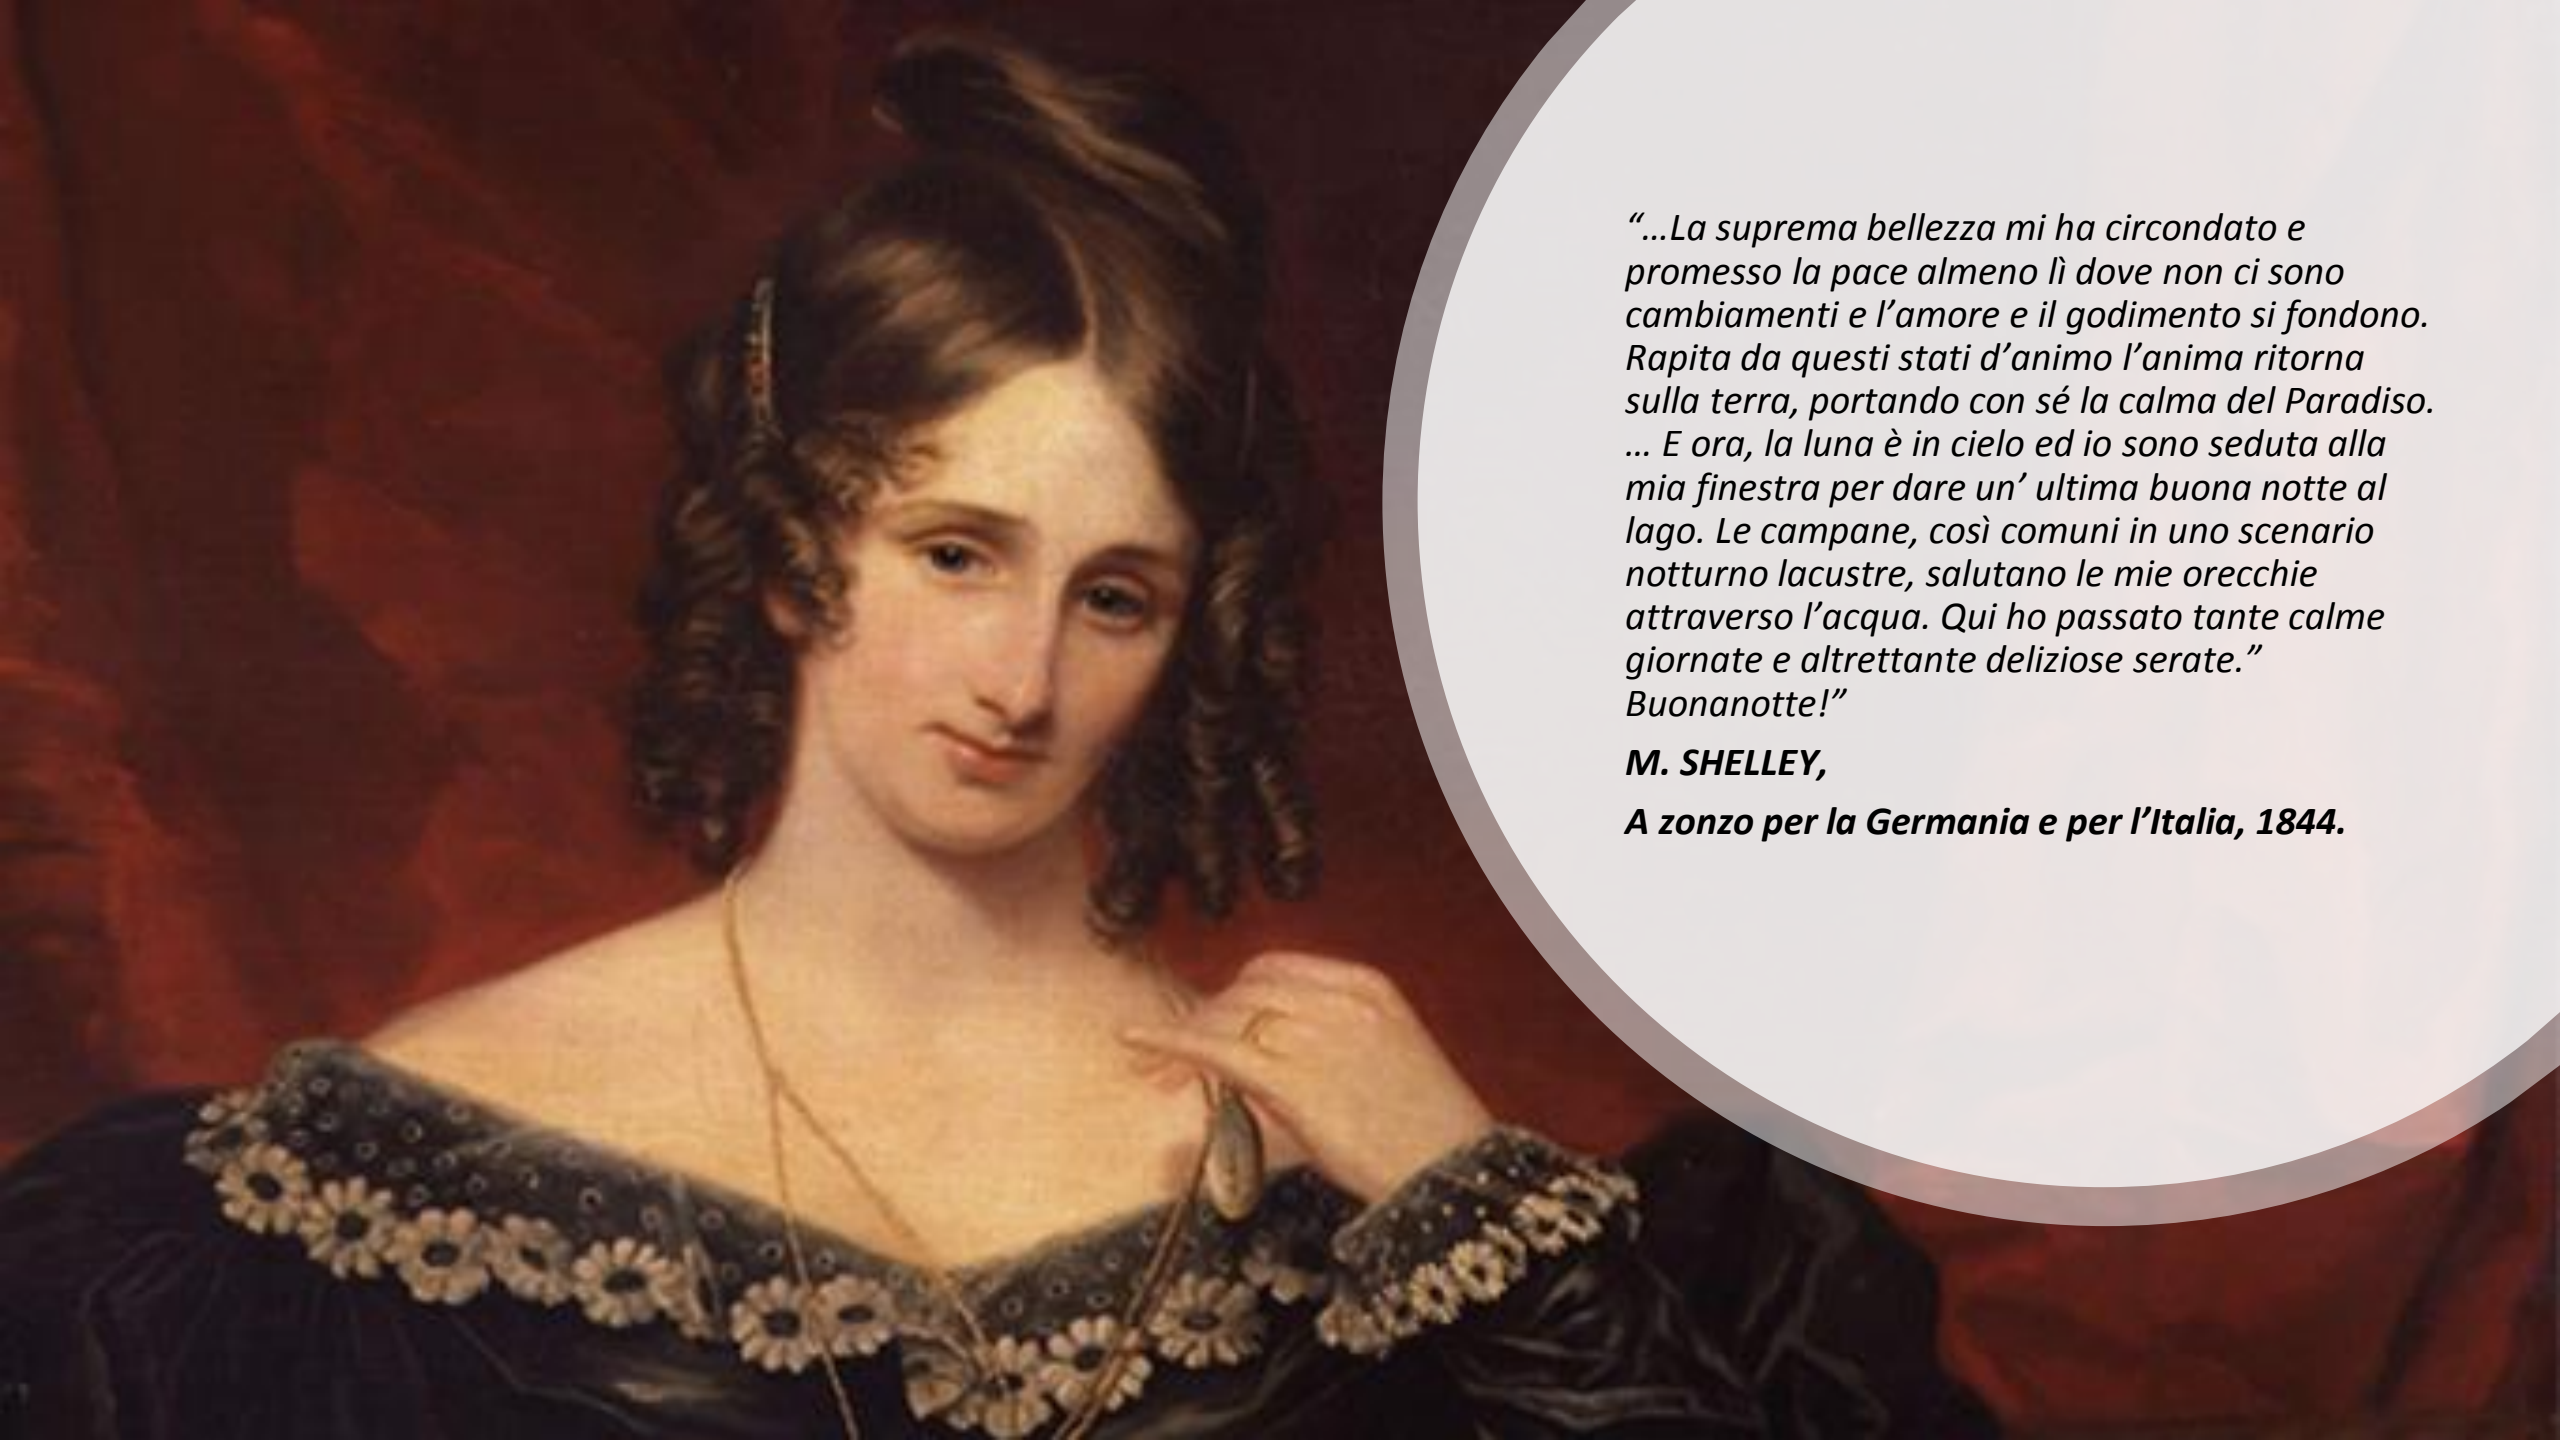 “…La suprema bellezza mi ha circondato e
promesso la pace almeno lì dove non ci sono
cambiamenti e l’amore e il godimento si fondono.
Rapita da questi stati d’animo l’anima ritorna
sulla terra, portando con sé la calma del Paradiso.
… E ora, la luna è in cielo ed io sono seduta alla
mia finestra per dare un’ ultima buona notte al
lago. Le campane, così comuni in uno scenario
notturno lacustre, salutano le mie orecchie
attraverso l’acqua. Qui ho passato tante calme
giornate e altrettante deliziose serate.”
Buonanotte!”
M. SHELLEY,
A zonzo per la Germania e per l’Italia, 1844.